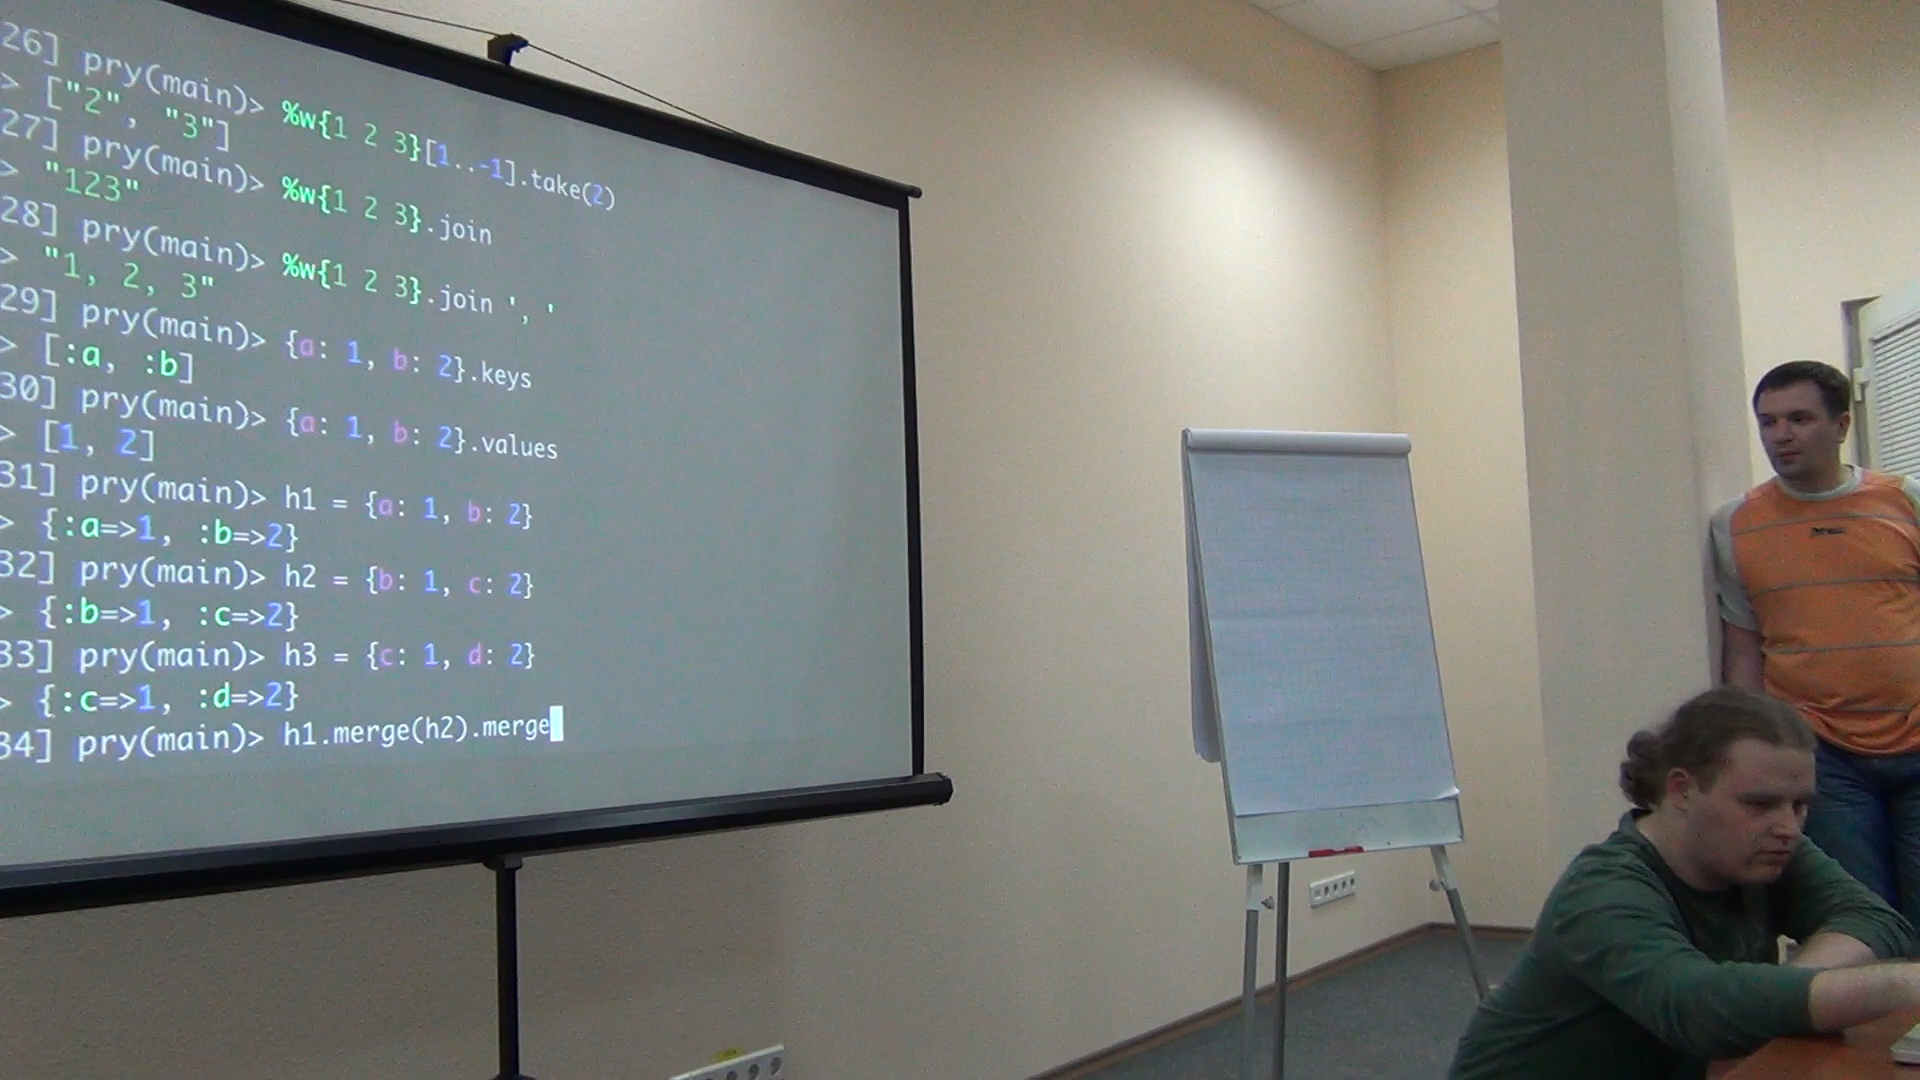 26] pry(main)> %w{1 2 3}[1..-1].take(2)
> ["2", "3"]
27] pry(main)> %w{1 2 3}.join
> "123"
28] pry(main)> %w{1 2 3}.join ', '
> "1, 2, 3"
29] pry(main)> {a: 1, b: 2}.keys
> [:a, :b]
30] pry(main)> {a: 1, b: 2}.values
> [1, 2]
31] pry(main)> h1 = {a: 1, b: 2}
> {:a=>1, :b=>2}
32] pry(main)> h2 = {b: 1, c: 2}
> {:b=>1, :c=>2}
33] pry(main)> h3 = {c: 1, d: 2}
> {:c=>1, :d=>2}
34] pry(main)> h1.merge(h2).merge